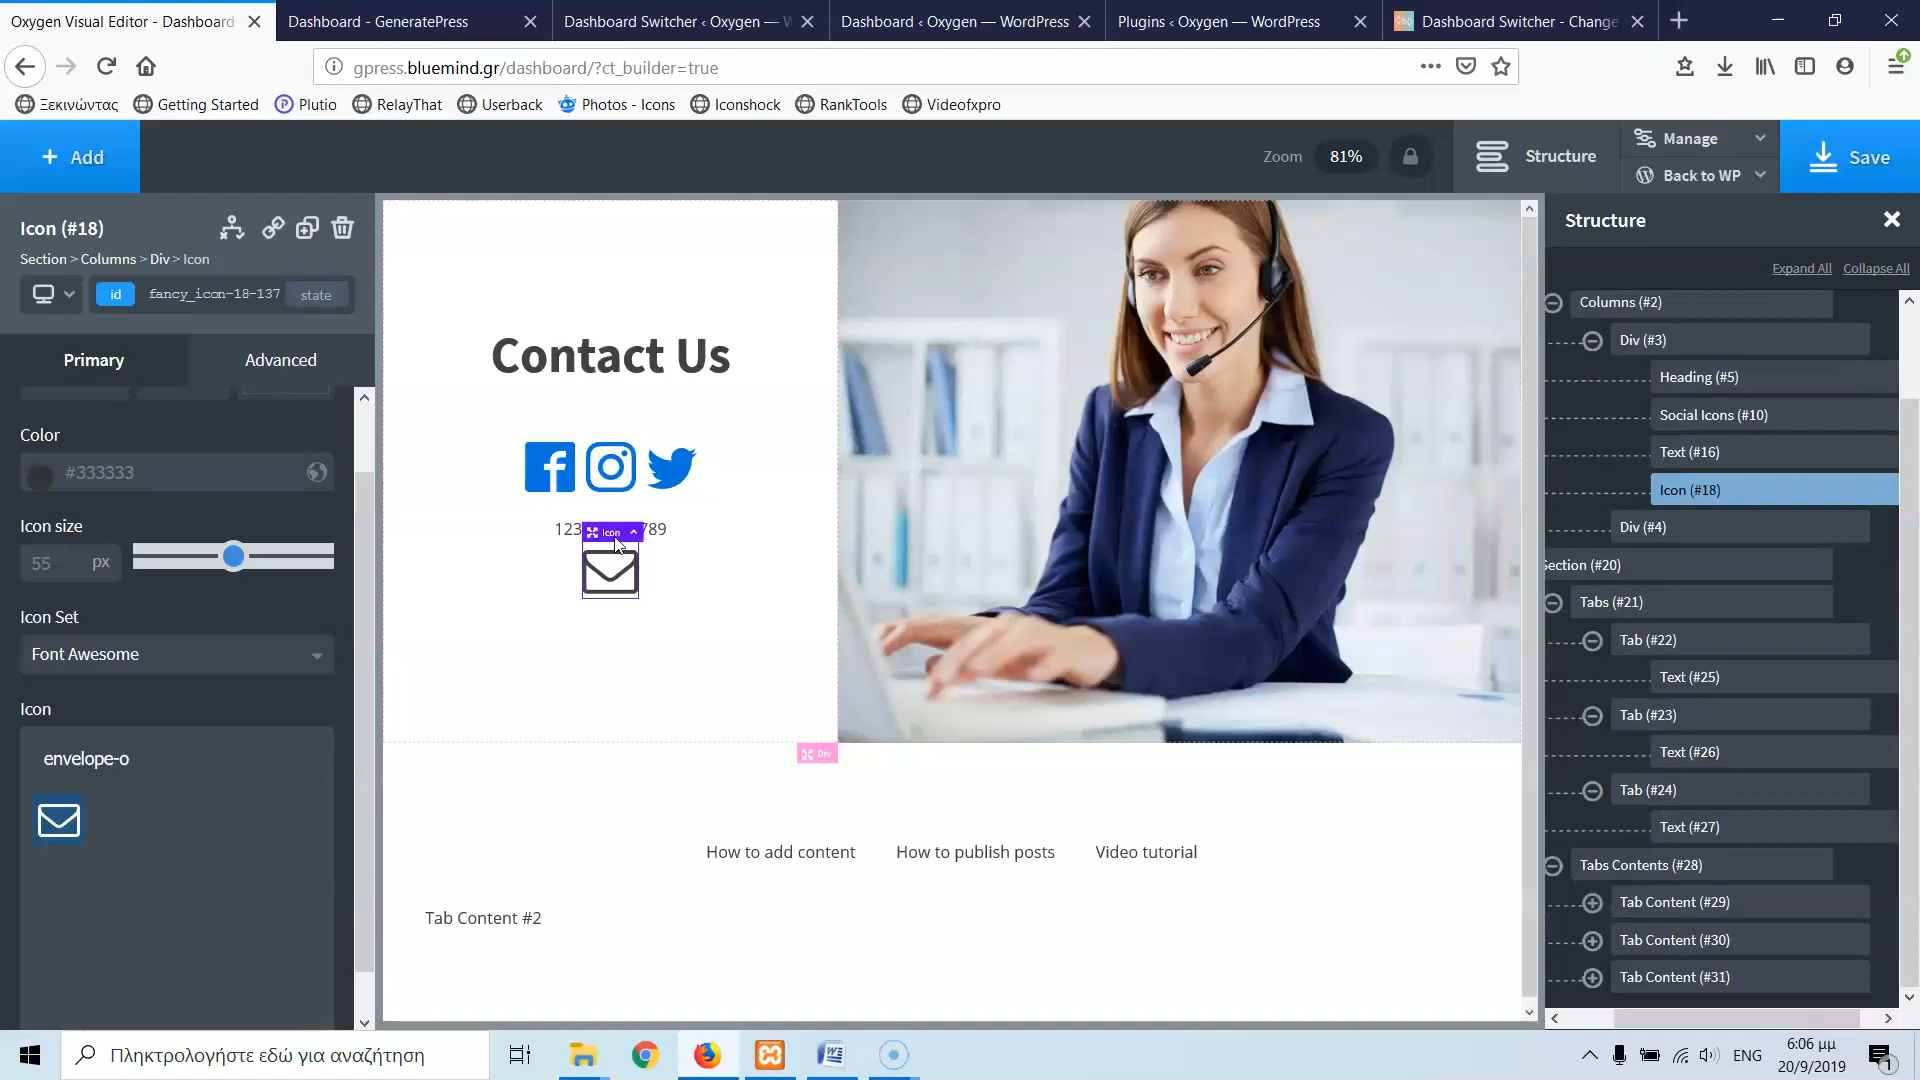 Oxygen Visual Editor - Dashboard
Dashboard - GeneratePress
Dashboard Switcher ‹ Oxygen — W
Dashboard ‹ Oxygen — WordPress
Plugins ‹ Oxygen — WordPress
Dashboard Switcher - Change
gpress.bluemind.gr/dashboard/?ct_builder=true
Ξεκινώντας
Getting Started
Plutio
RelayThat
Userback
Photos - Icons
Iconshock
RankTools
Videofxpro
+ Add
Zoom
81%
Structure
Manage
Back to WP
Save
Icon (#18)
Section > Columns > Div > Icon
id
fancy_icon-18-137
state
Primary
Advanced
Color
#333333
Icon size
55
px
Icon Set
Font Awesome
Icon
envelope-o
Contact Us
123
789
Icon
Div
How to add content
How to publish posts
Video tutorial
Tab Content #2
Structure
Expand All
Collapse All
Columns (#2)
Div (#3)
Heading (#5)
Social Icons (#10)
Text (#16)
Icon (#18)
Div (#4)
Section (#20)
Tabs (#21)
Tab (#22)
Text (#25)
Tab (#23)
Text (#26)
Tab (#24)
Text (#27)
Tabs Contents (#28)
Tab Content (#29)
Tab Content (#30)
Tab Content (#31)
Πληκτρολογήστε εδώ για αναζήτηση
ENG
6:06 μμ
20/9/2019
1